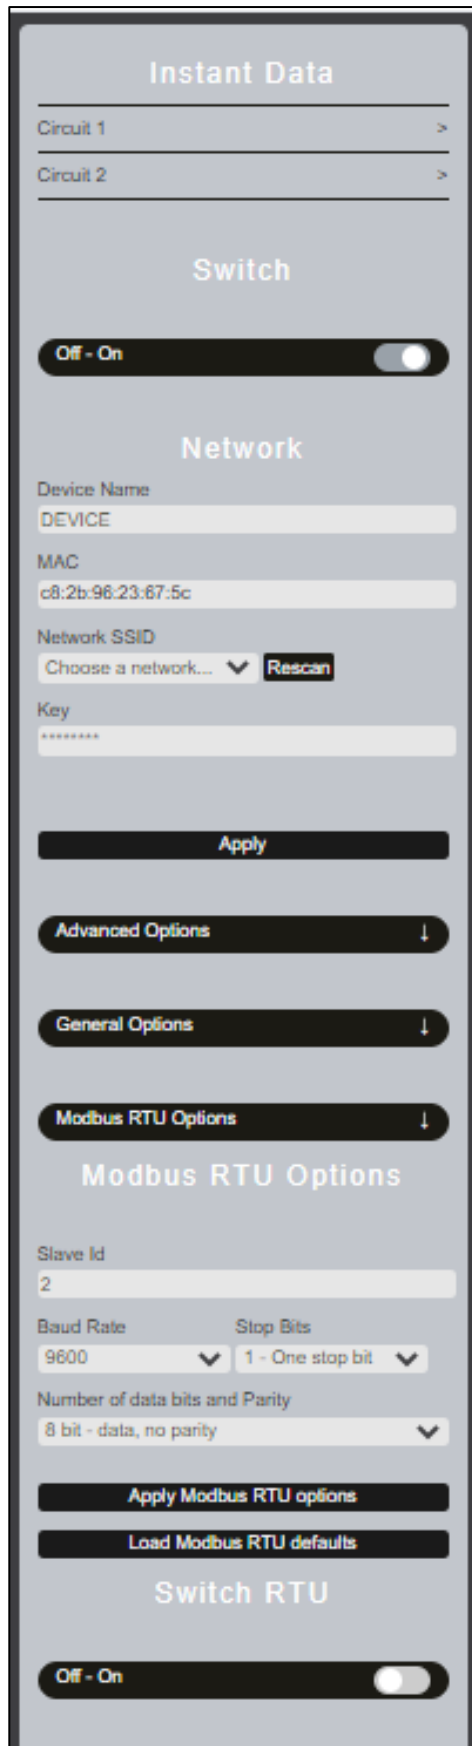 Instant Data
Circuit 1 >
Circuit 2 >
Switch
Off - On
Network
Device Name
DEVICE
MAC
c8:2b:96:23:67:5c
Network SSID
Choose a network... Rescan
Key
********
Apply
Advanced Options ↓
General Options ↓
Modbus RTU Options ↓
Modbus RTU Options
Slave Id
2
Baud Rate Stop Bits
9600 1 - One stop bit
Number of data bits and Parity
8 bit - data, no parity
Apply Modbus RTU options
Load Modbus RTU defaults
Switch RTU
Off - On